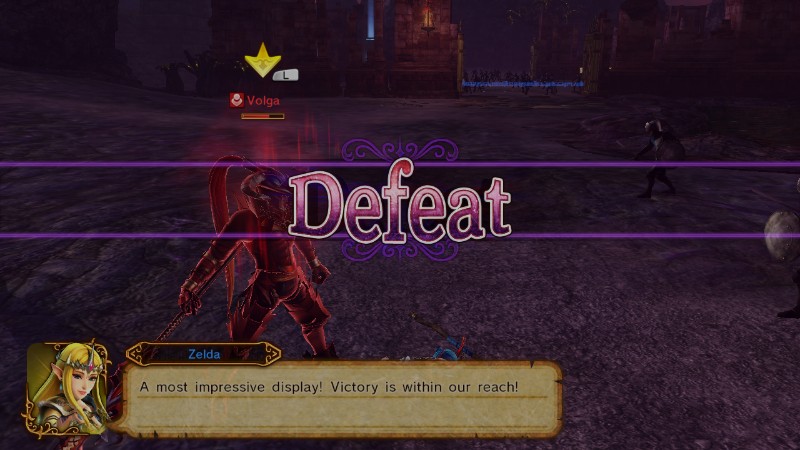 L
Volga
Defeat
Zelda
A most impressive display! Victory is within our reach!